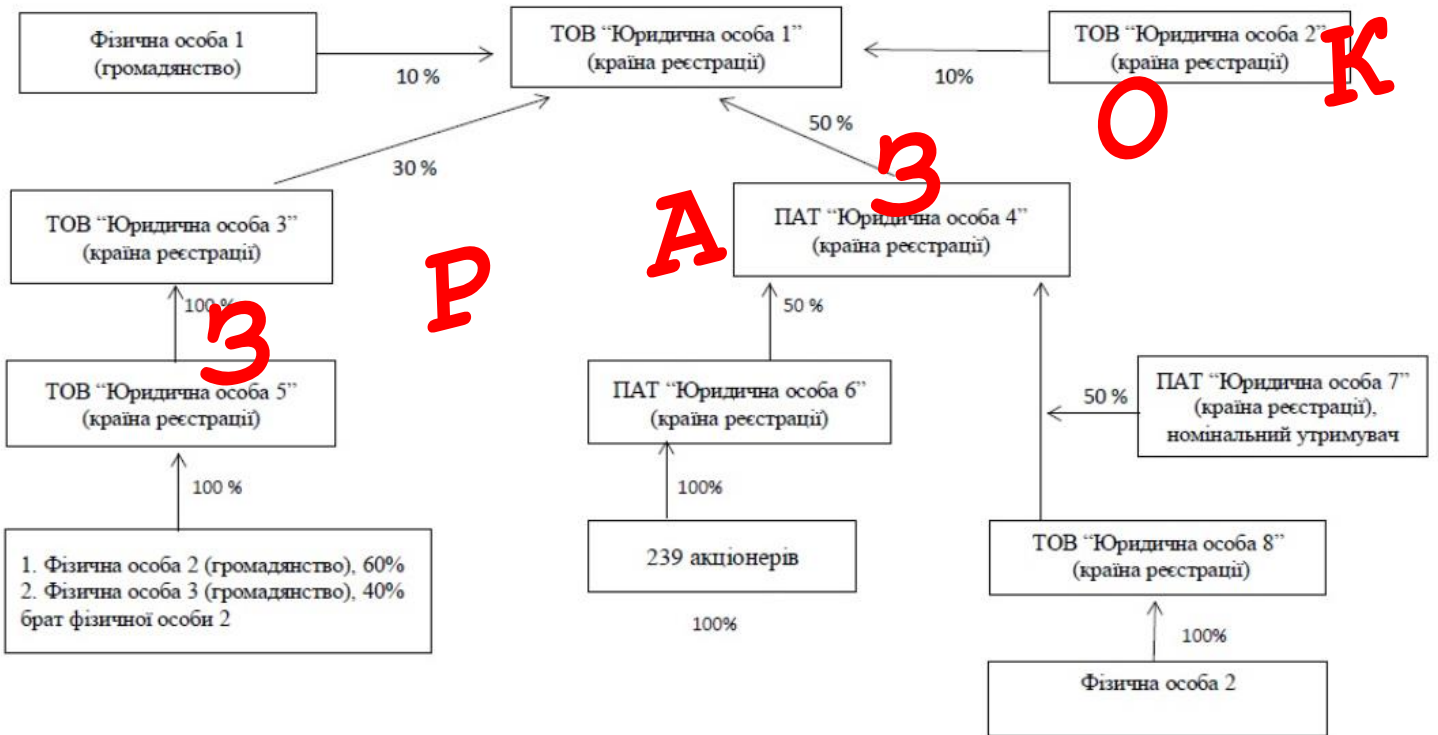 Фізична особа 1
(громадянство)
10 %
ТОВ “Юридична особа 1”
(країна реєстрації)
10%
ТОВ “Юридична особа 2”
(країна реєстрації)
30 %
50 %
ТОВ “Юридична особа 3”
(країна реєстрації)
ПАТ “Юридична особа 4”
(країна реєстрації)
100 %
50 %
ТОВ “Юридична особа 5”
(країна реєстрації)
ПАТ “Юридична особа 6”
(країна реєстрації)
50 %
ПАТ “Юридична особа 7”
(країна реєстрації),
номінальний утримувач
100 %
100%
1. Фізична особа 2 (громадянство), 60%
2. Фізична особа 3 (громадянство), 40%
брат фізичної особи 2
239 акціонерів
100%
ТОВ “Юридична особа 8”
(країна реєстрації)
100%
Фізична особа 2
ЗРАЗОК